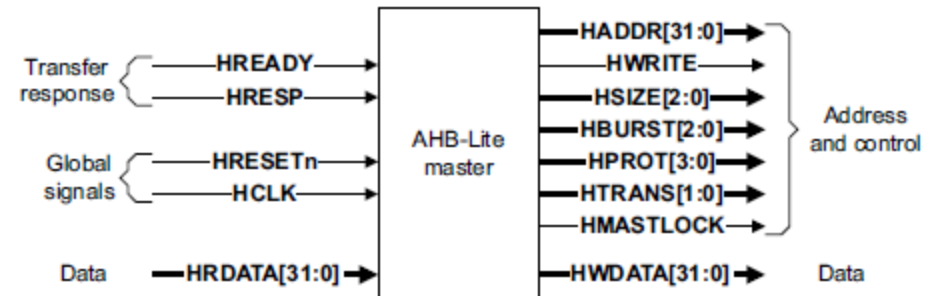 HADDR[31:0]
Transfer
response
HREADY
HWRITE
HRESP
HSIZE[2:0]
AHB-Lite
master
HBURST[2:0]
Address
and control
Global
signals
HRESETn
HPROT[3:0]
HCLK
HTRANS[1:0]
HMASTLOCK
Data
HRDATA[31:0]
HWDATA[31:0]
Data